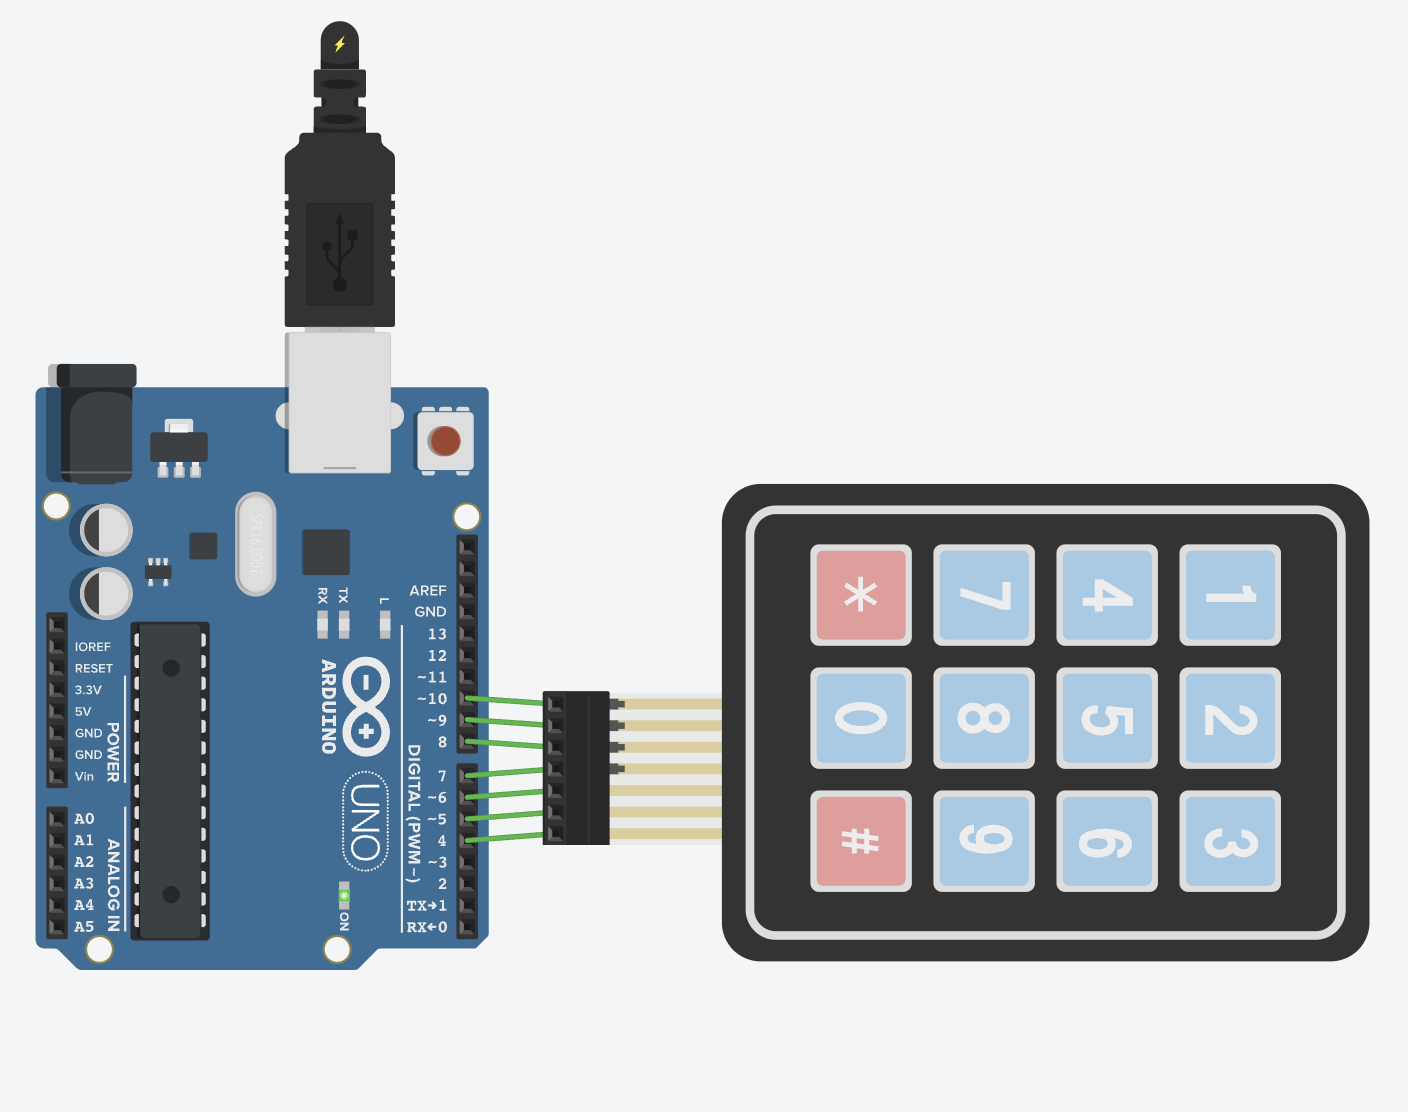 SPK16.000G
RX TX L
AREF
GND
13
12
~11
~10
~9
8
7
~6
~5
4
~3
2
TX→1
RX←0
DIGITAL (PWM ~)
ARDUINO
UNO
ON
IOREF
RESET
3.3V
5V
GND
GND
Vin
POWER
A0
A1
A2
A3
A4
A5
ANALOG IN
* 7 4 1
0 8 5 2
# 9 6 3